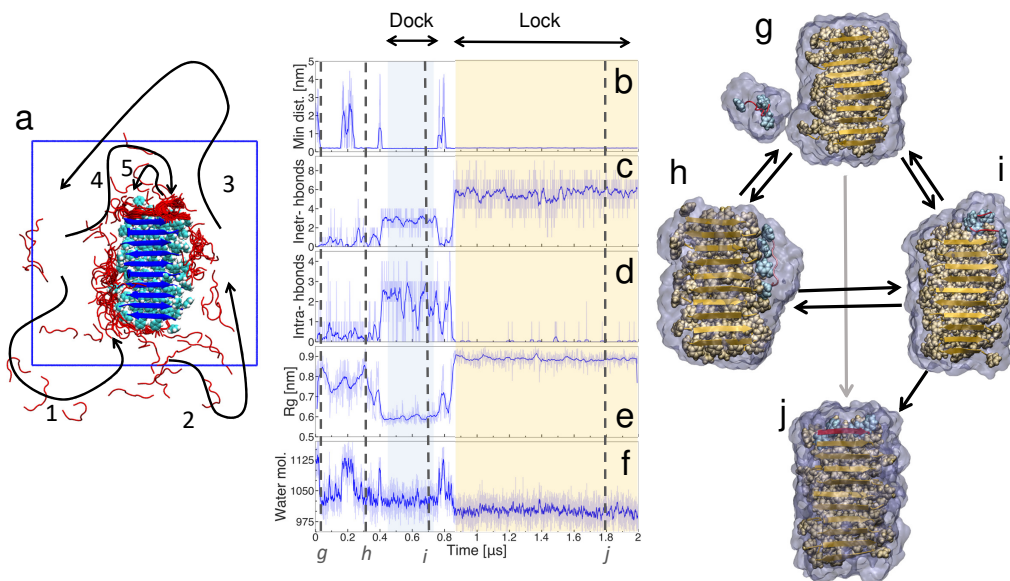 Dock
Lock
a
1
2
3
4
5
Min dist. [nm]
5
4
3
2
1
b
Inetr- hbonds
8
6
4
2
0
c
Intra- hbonds
4
3
2
1
0
d
Rg [nm]
0.9
0.8
0.7
0.6
0.5
e
Water mol.
1125
1050
975
f
0
0.2
0.4
0.6
0.8
1
1.2
1.4
1.6
1.8
2
g
h
i
Time [µs]
j
g
h
i
j